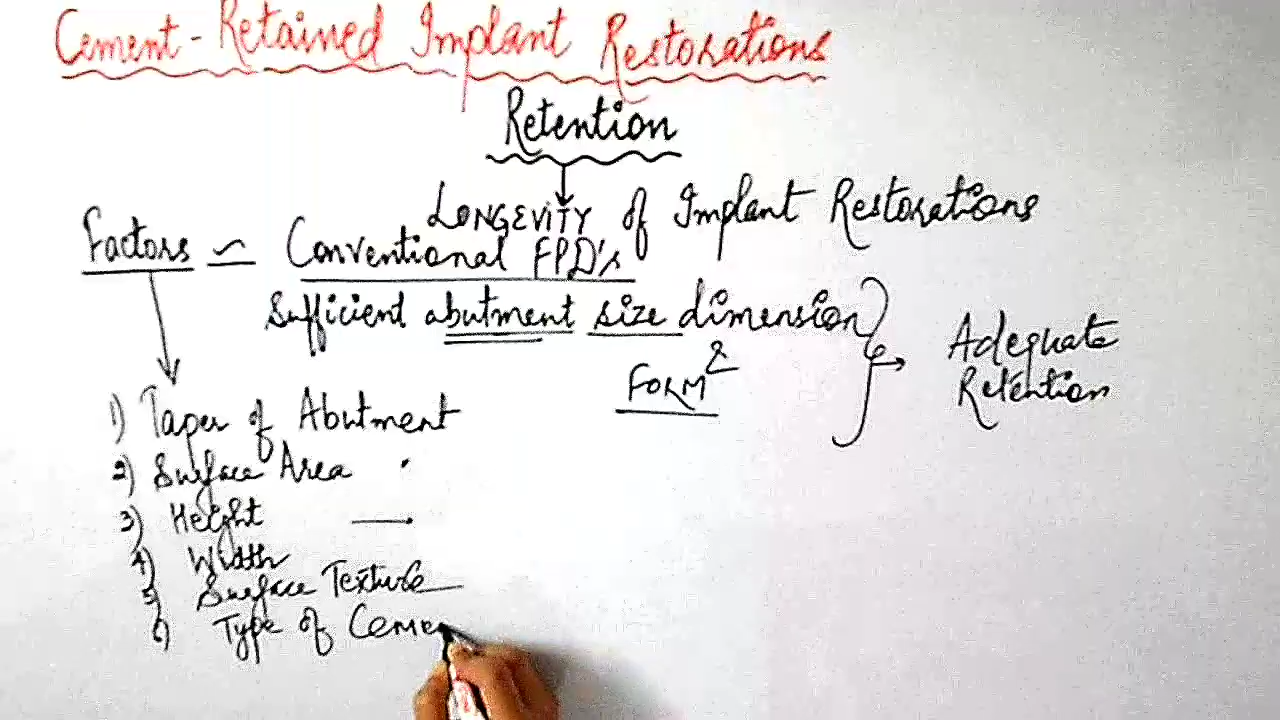 Cement-Retained Implant Restorations
Retention
LONGEVITY of Implant Restorations
Factors ~ Conventional FPD's
Sufficient abutment size dimension
& FORM
Adequate
Retention
1) Taper of Abutment
2) Surface Area
3) Height
4) Width
5) Surface Texture
6) Type of Ceme